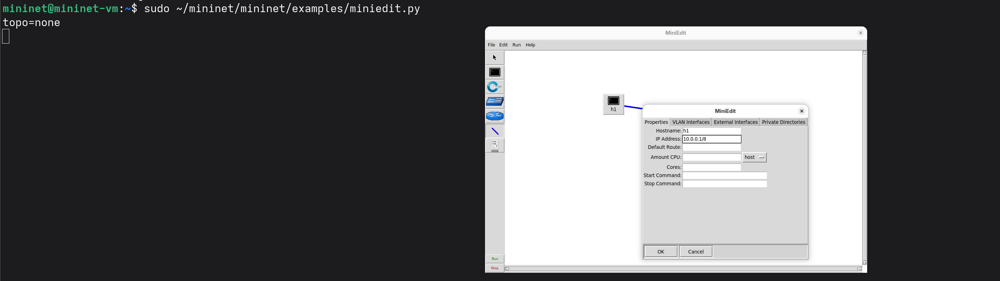 mininet@mininet-vm:~$ sudo ~/mininet/mininet/examples/miniedit.py
topo=none
MiniEdit
File Edit Run Help
h1
MiniEdit
Properties VLAN Interfaces External Interfaces Private Directories
Hostname: h1
IP Address: 10.0.0.1/8
Default Route:
Amount CPU: host
Cores:
Start Command:
Stop Command:
OK Cancel
Run
Stop